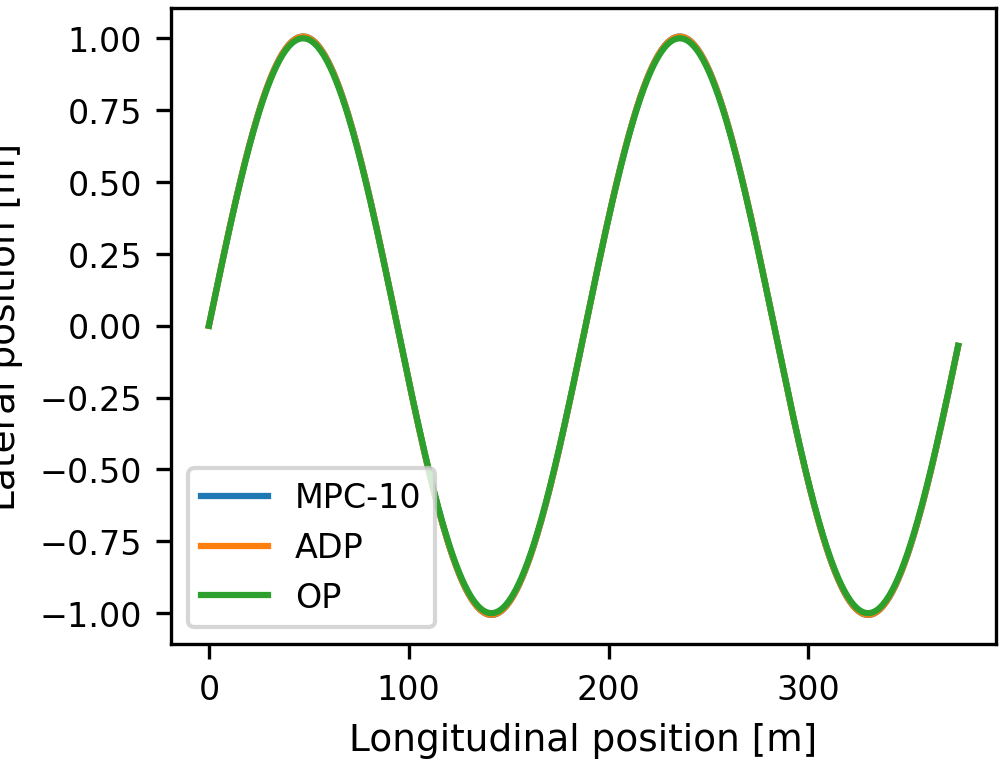 1.00
0.75
0.50
0.25
0.00
−0.25
−0.50
−0.75
−1.00
Lateral position [m]
MPC-10
ADP
OP
0 100 200 300
Longitudinal position [m]